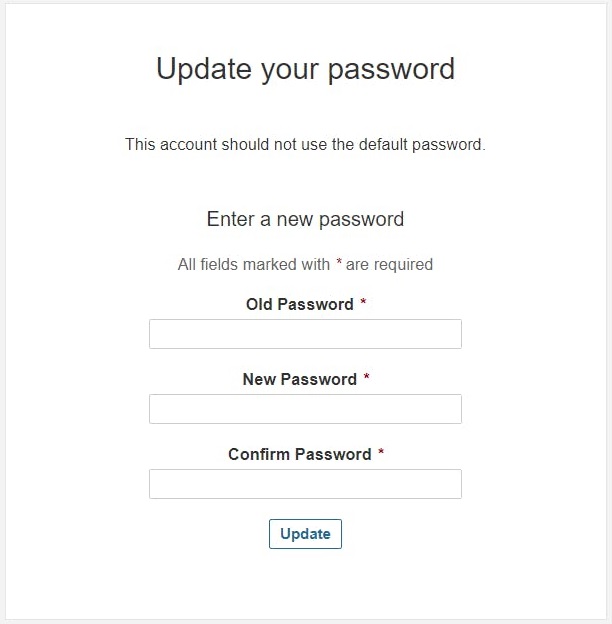 Update your password
This account should not use the default password.
Enter a new password
All fields marked with * are required
Old Password *
New Password *
Confirm Password *
Update